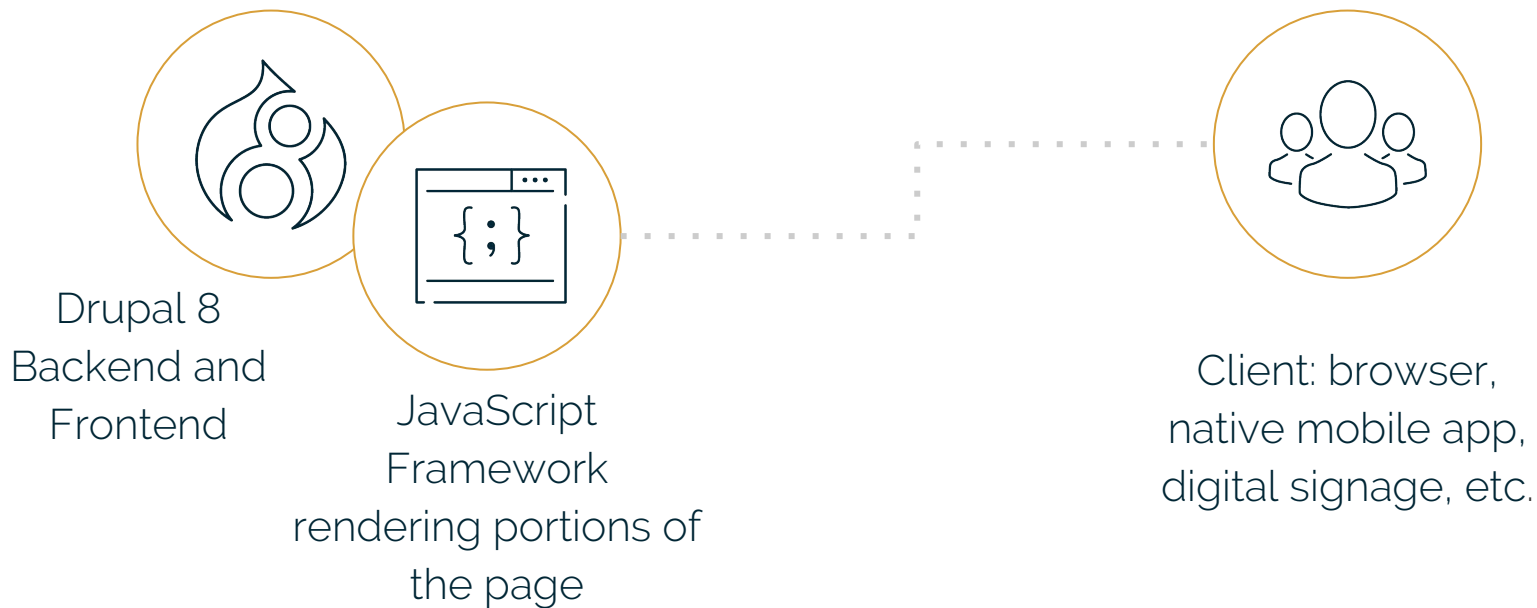 Drupal 8
Backend and
Frontend
{;}
JavaScript
Framework
rendering portions of
the page
Client: browser,
native mobile app,
digital signage, etc.